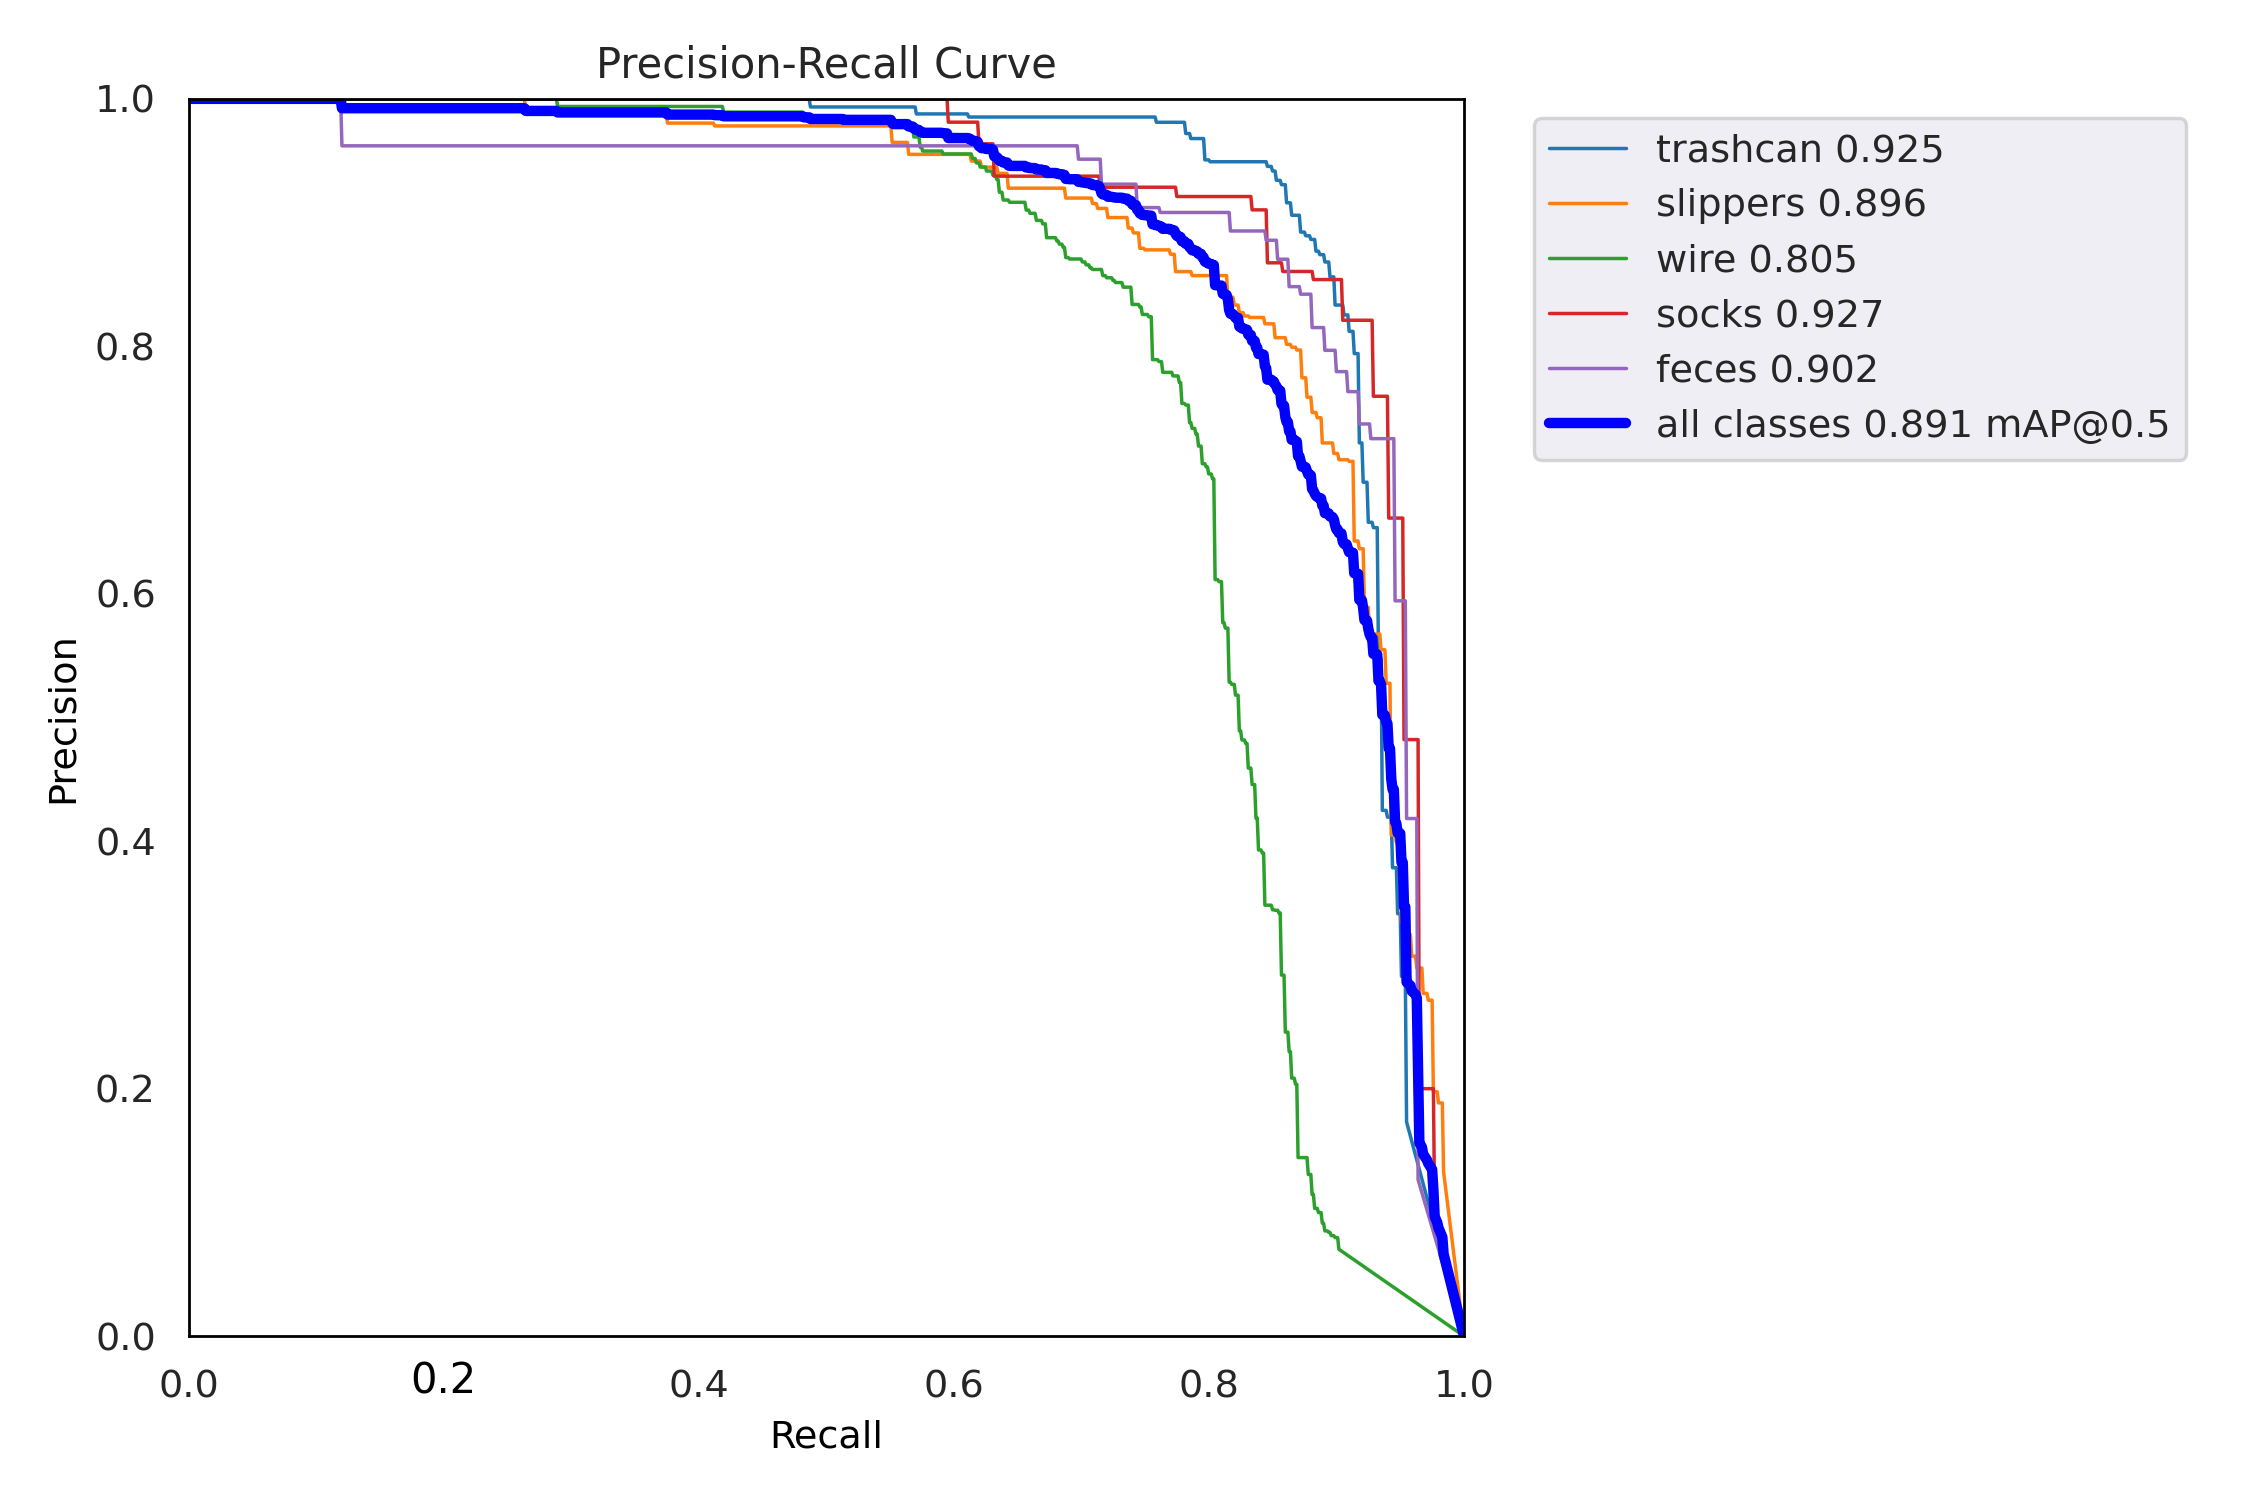 Precision-Recall Curve
1.0
0.8
0.6
0.4
0.2
0.0
Precision
0.0 0.2 0.4 0.6 0.8 1.0
Recall
trashcan 0.925
slippers 0.896
wire 0.805
socks 0.927
feces 0.902
all classes 0.891 mAP@0.5